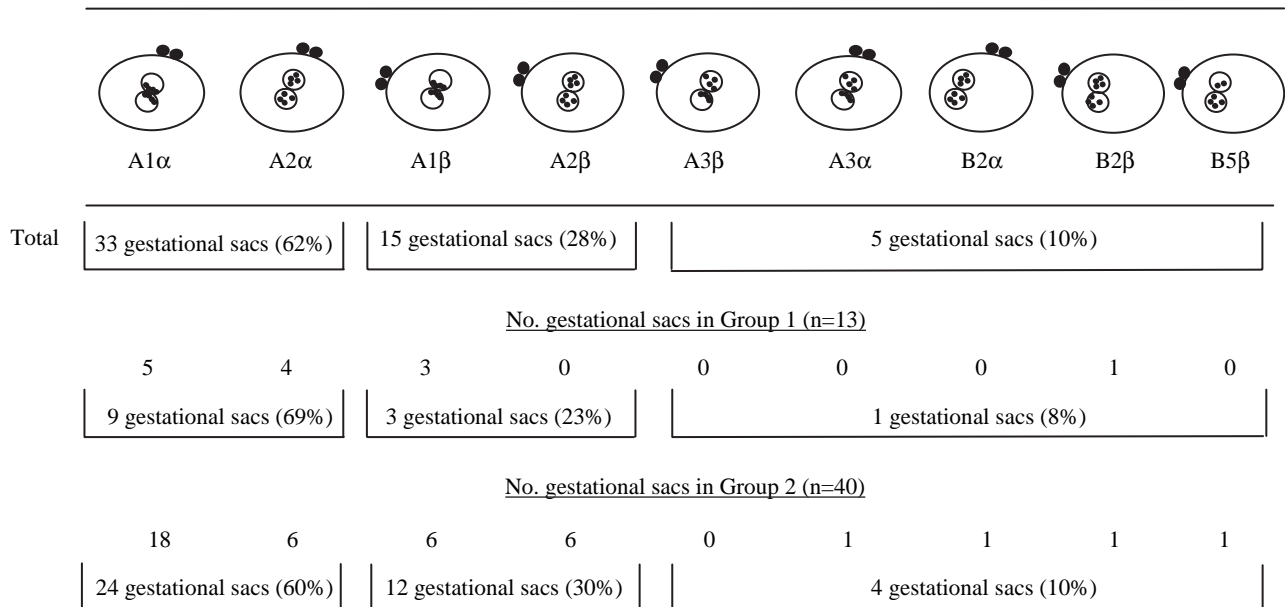 A1α A2α A1β A2β A3β A3α B2α B2β B5β
Total 33 gestational sacs (62%) 15 gestational sacs (28%) 5 gestational sacs (10%)
No. gestational sacs in Group 1 (n=13)
5 4 3 0 0 0 0 1 0
9 gestational sacs (69%) 3 gestational sacs (23%) 1 gestational sacs (8%)
No. gestational sacs in Group 2 (n=40)
18 6 6 6 0 1 1 1 1
24 gestational sacs (60%) 12 gestational sacs (30%) 4 gestational sacs (10%)